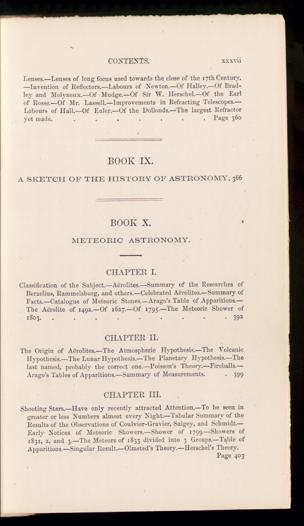 CONTENTS. xxxvii
Lenses.—Lenses of long focus used towards the close of the 17th Century.
—Invention of Reflectors.—Labours of Newton.—Of Halley.—Of Brad-
ley and Molyneux.—Of Mudge.—Of Sir W. Herschel.—Of the Earl
of Rosse.—Of Mr. Lassell.—Improvements in Refracting Telescopes.—
Labours of Hall.—Of Euler.—Of the Dollonds.—The largest Refractor
yet made. . . . . . . . Page 360
BOOK IX.
A SKETCH OF THE HISTORY OF ASTRONOMY. 366
BOOK X.
METEORIC ASTRONOMY.
CHAPTER I.
Classification of the Subject.—Aërolites.—Summary of the Researches of
Berzelius, Rammelsburg, and others.—Celebrated Aërolites.—Summary of
Facts.—Catalogue of Meteoric Stones.—Arago's Table of Apparitions.—
The Aërolite of 1492.—Of 1627.—Of 1795.—The Meteoric Shower of
1803. . . . . . . . . 392
CHAPTER II.
The Origin of Aërolites.—The Atmospheric Hypothesis.—The Volcanic
Hypothesis.—The Lunar Hypothesis.—The Planetary Hypothesis.—The
last named, probably the correct one.—Poisson's Theory.—Fireballs.—
Arago's Tables of Apparitions.—Summary of Measurements. . 399
CHAPTER III.
Shooting Stars.—Have only recently attracted Attention.—To be seen in
greater or less Numbers almost every Night.—Tabular Summary of the
Results of the Observations of Coulvier-Gravier, Saigey, and Schmidt.—
Early Notices of Meteoric Showers.—Shower of 1799.—Showers of
1831, 2, and 3.—The Meteors of 1833 divided into 3 Groups.—Table of
Apparitions.—Singular Result.—Olmsted's Theory.—Herschel's Theory.
Page 403